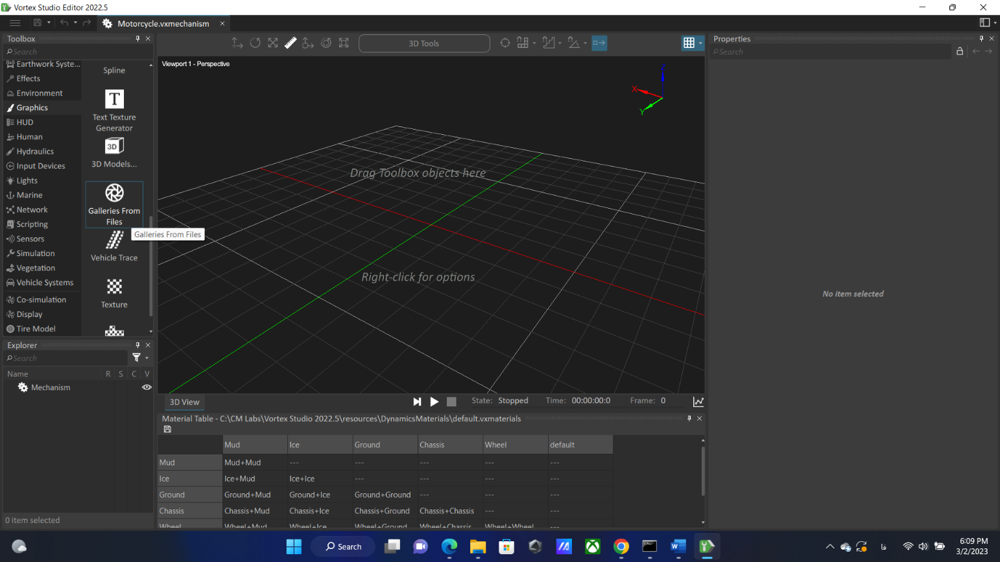 Vortex Studio Editor 2022.5
Motorcycle.vxmechanism
Toolbox
Search
Earthwork Syste...
Effects
Environment
Graphics
HUD
Human
Hydraulics
Input Devices
Lights
Marine
Network
Scripting
Sensors
Simulation
Vegetation
Vehicle Systems
Co-simulation
Display
Tire Model
Spline
T
Text Texture
Generator
3D
3D Models...
Galleries From
Files
Galleries From Files
Vehicle Trace
Texture
3D Tools
Viewport 1 - Perspective
Z
X
Y
Drag Toolbox objects here
Right-click for options
Properties
Search
No item selected
Explorer
Search
Name R S C V
Mechanism
0 item selected
3D View
State: Stopped Time: 00:00:00:0 Frame: 0
Material Table - C:\CM Labs\Vortex Studio 2022.5\resources\DynamicsMaterials\default.vxmaterials
Mud Ice Ground Chassis Wheel default
Mud Mud+Mud --- --- --- --- ---
Ice Ice+Mud Ice+Ice --- --- --- ---
Ground Ground+Mud Ground+Ice Ground+Ground --- --- ---
Chassis Chassis+Mud Chassis+Ice Chassis+Ground Chassis+Chassis --- ---
Wheel Wheel+Mud Wheel+Ice Wheel+Ground Wheel+Chassis Wheel+Wheel ---
Search
فا
6:09 PM
3/2/2023